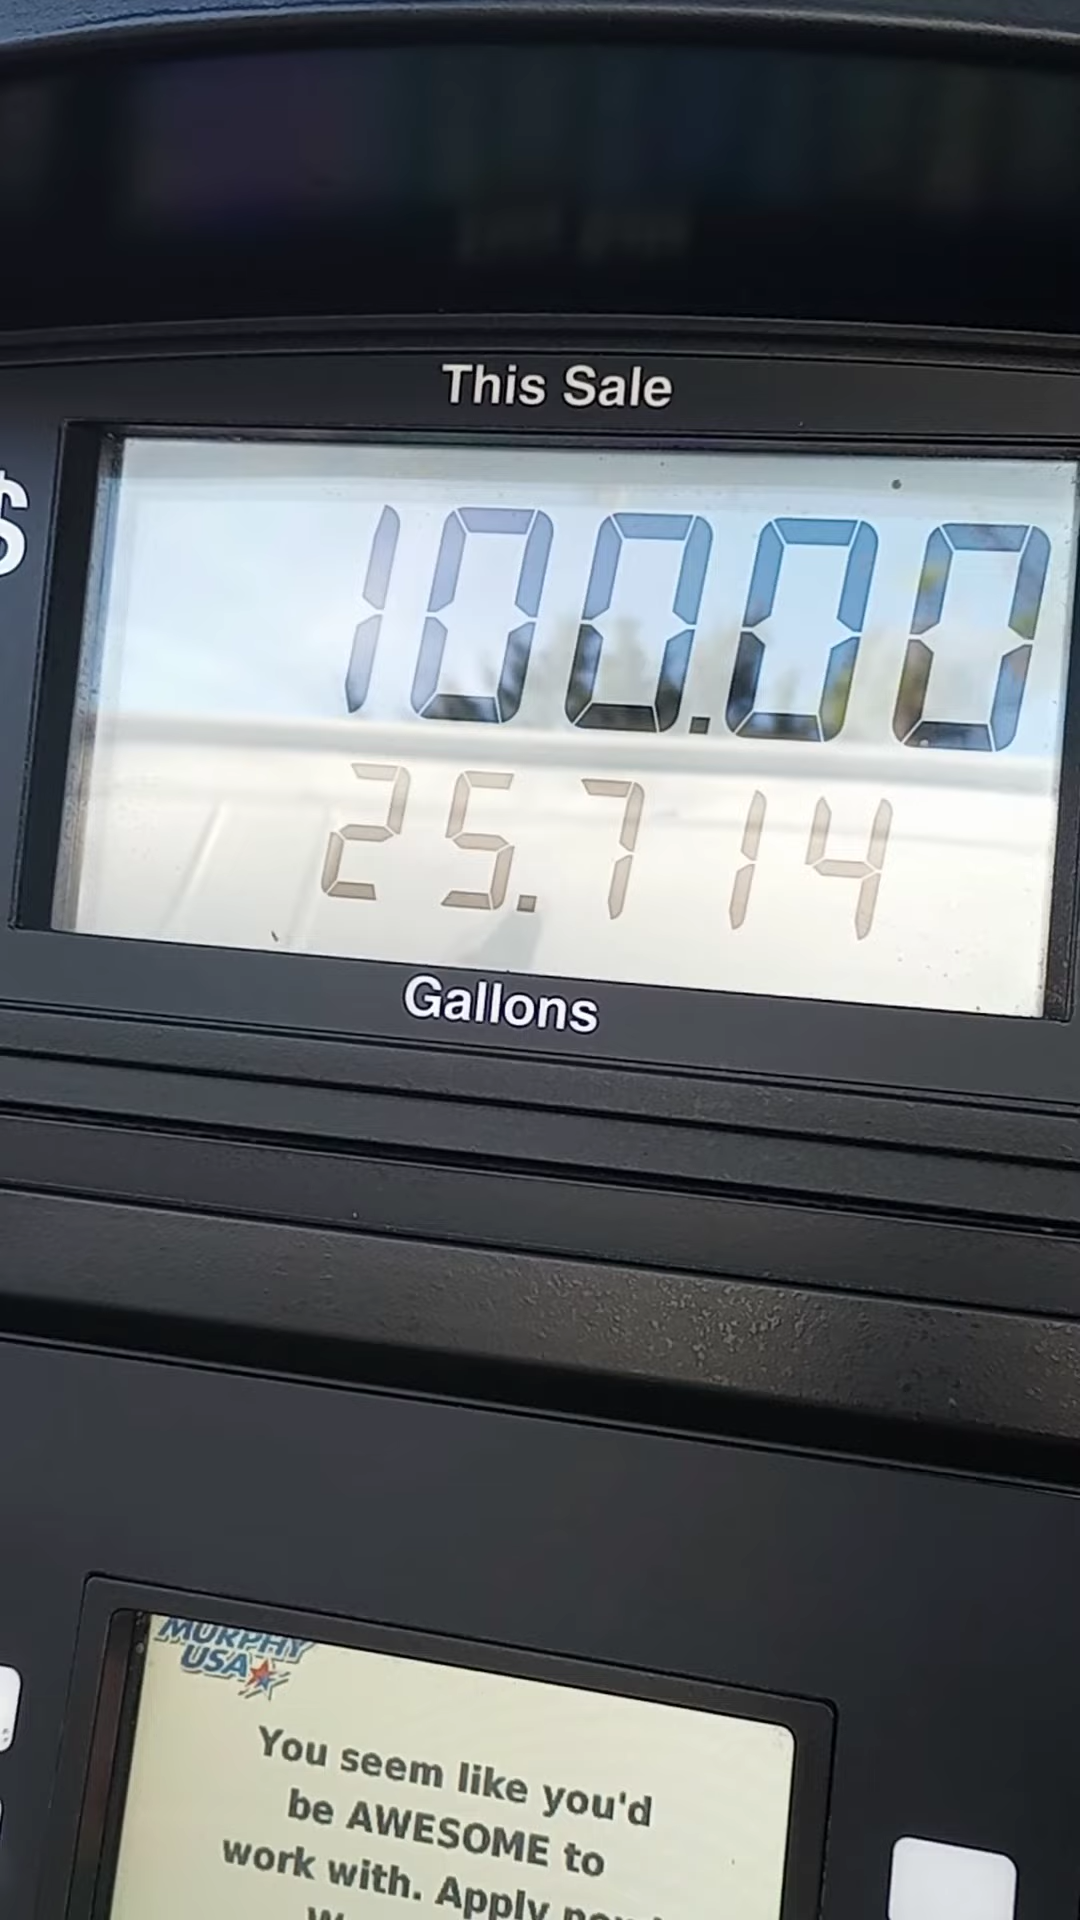 This Sale
$
100.00
25.714
Gallons
MURPHY
USA
You seem like you'd
be AWESOME to
work with. Apply